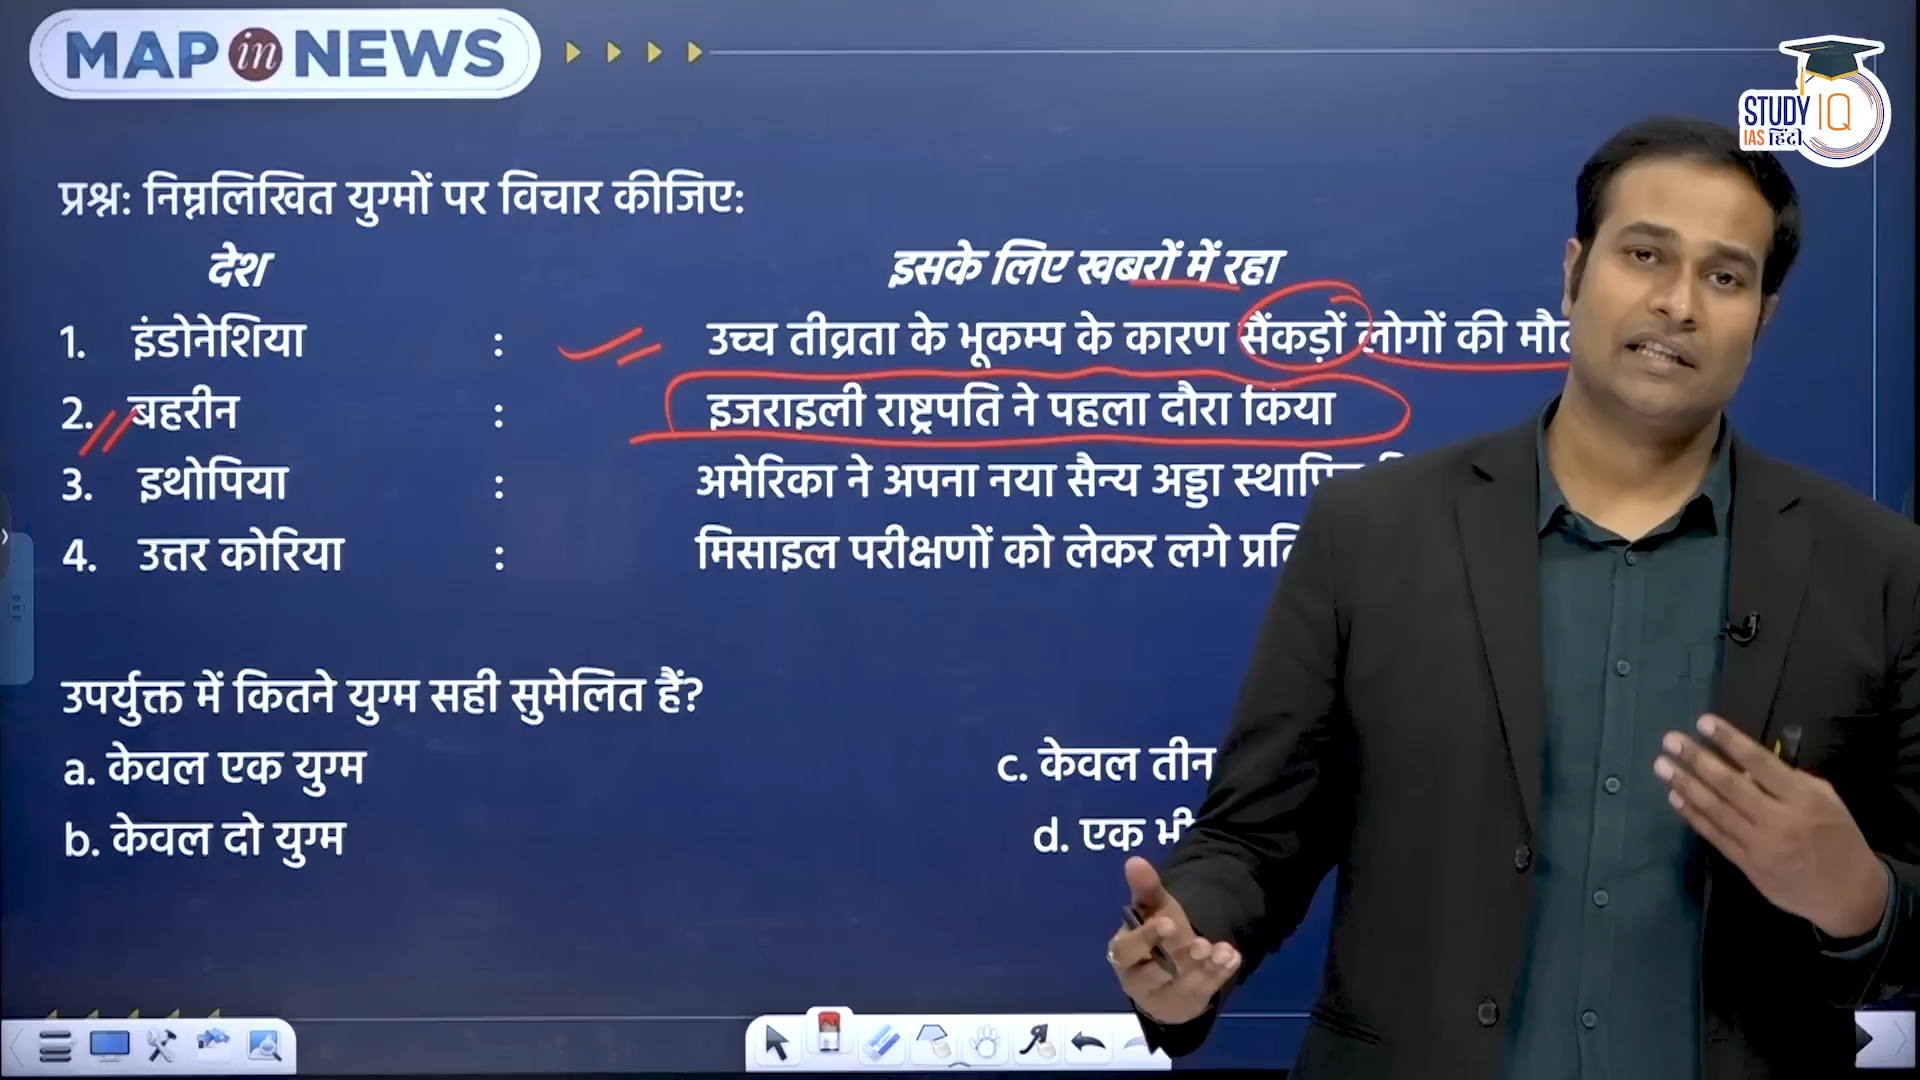 MAP in NEWS
STUDY IQ
IAS हिंदी
प्रश्न: निम्नलिखित युग्मों पर विचार कीजिए:
देश इसके लिए खबरों में रहा
1. इंडोनेशिया : उच्च तीव्रता के भूकम्प के कारण सैंकड़ों लोगों की
2. बहरीन : इजराइली राष्ट्रपति ने पहला दौरा किया
3. इथोपिया : अमेरिका ने अपना नया सैन्य अड्डा
4. उत्तर कोरिया : मिसाइल परीक्षणों को लेकर लगे
उपर्युक्त में कितने युग्म सही सुमेलित हैं?
a. केवल एक युग्म c. केवल तीन
b. केवल दो युग्म d. एक